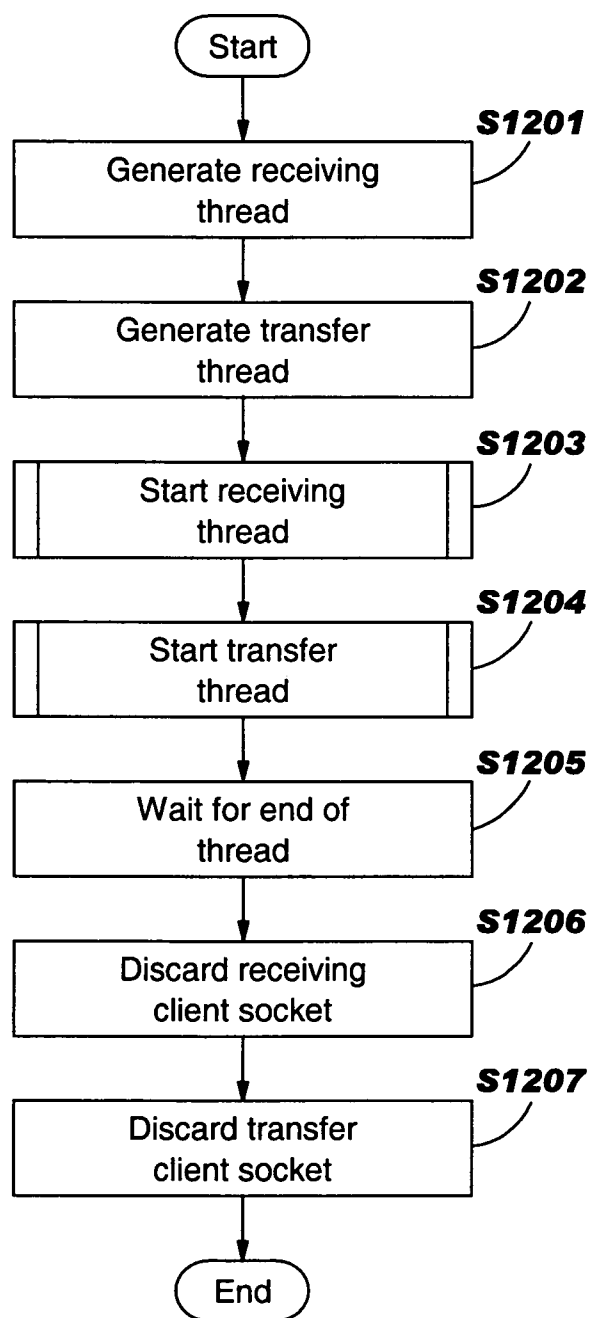 Start
S1201
Generate receiving
thread
S1202
Generate transfer
thread
S1203
Start receiving
thread
S1204
Start transfer
thread
S1205
Wait for end of
thread
S1206
Discard receiving
client socket
S1207
Discard transfer
client socket
End